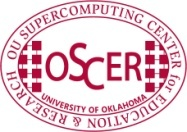 OU SUPERCOMPUTING CENTER for EDUCATION & RESEARCH
OSCER
UNIVERSITY OF OKLAHOMA